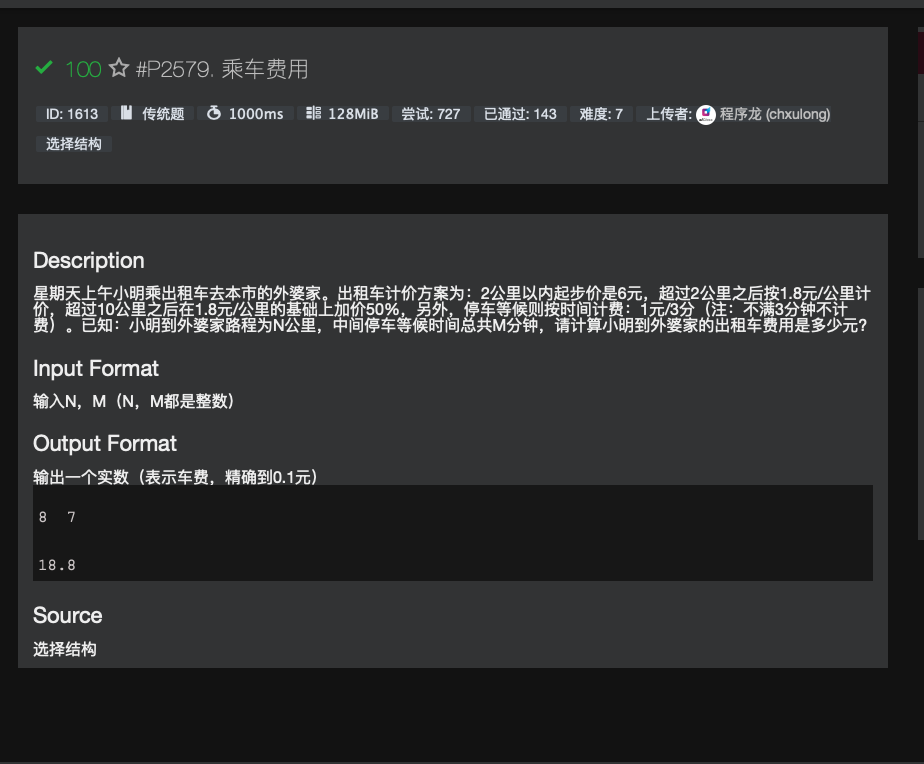 100 #P2579. 乘车费用
ID: 1613 传统题 1000ms 128MiB 尝试: 727 已通过: 143 难度: 7 上传者: 程序龙 (chxulong)
选择结构
Description
星期天上午小明乘出租车去本市的外婆家。出租车计价方案为：2公里以内起步价是6元，超过2公里之后按1.8元/公里计
价，超过10公里之后在1.8元/公里的基础上加价50%，另外，停车等候则按时间计费：1元/3分（注：不满3分钟不计
费）。已知：小明到外婆家路程为N公里，中间停车等候时间总共M分钟，请计算小明到外婆家的出租车费用是多少元？
Input Format
输入N，M（N，M都是整数）
Output Format
输出一个实数（表示车费，精确到0.1元）
8  7
18.8
Source
选择结构